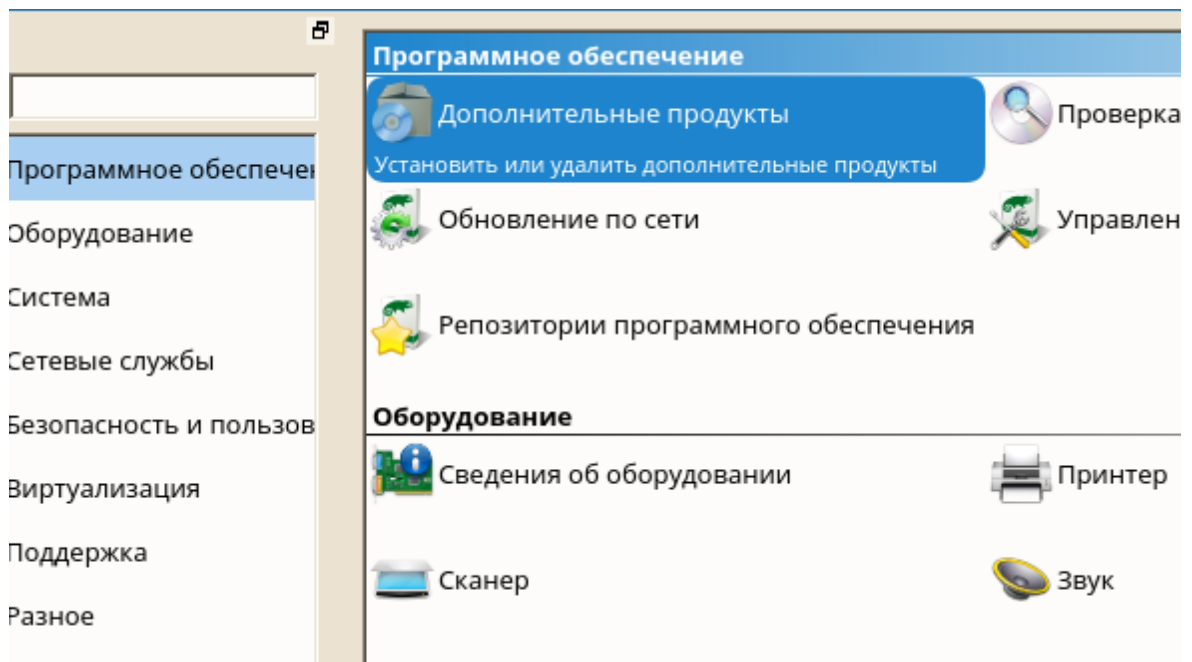 Программное обеспечен
Оборудование
Система
Сетевые службы
Безопасность и пользов
Виртуализация
Поддержка
Разное
Программное обеспечение
Дополнительные продукты
Проверка
Установить или удалить дополнительные продукты
Обновление по сети
Управлен
Репозитории программного обеспечения
Оборудование
Сведения об оборудовании
Принтер
Сканер
Звук